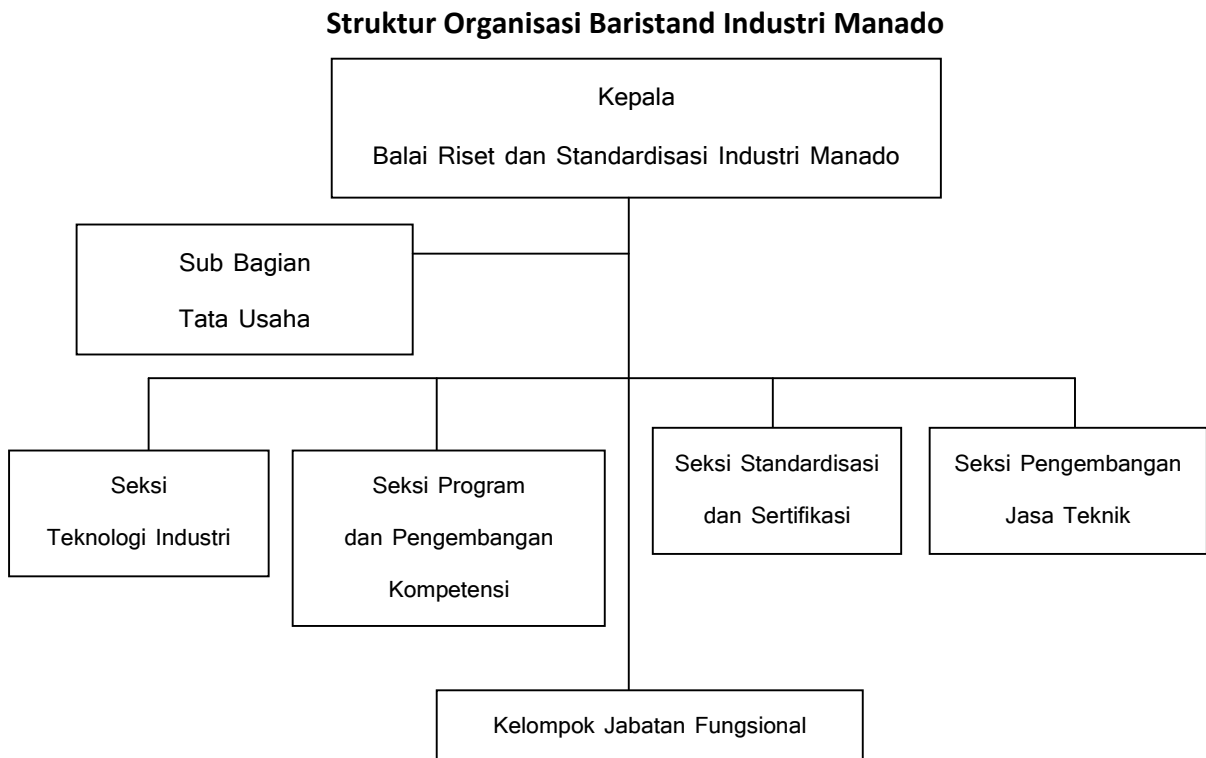 Struktur Organisasi Baristand Industri Manado
Kepala
Balai Riset dan Standardisasi Industri Manado
Sub Bagian
Tata Usaha
Seksi
Teknologi Industri
Seksi Program
dan Pengembangan
Kompetensi
Seksi Standardisasi
dan Sertifikasi
Seksi Pengembangan
Jasa Teknik
Kelompok Jabatan Fungsional